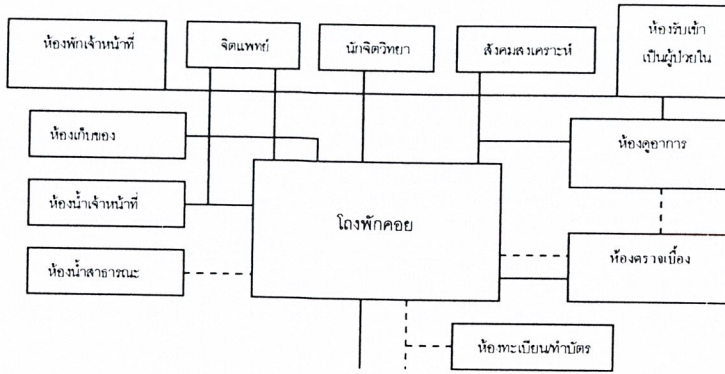 ห้องพักเจ้าหน้าที่
จิตแพทย์
นักจิตวิทยา
สังคมสงเคราะห์
ห้องรับเข้า
เป็นผู้ป่วยใน
ห้องเก็บของ
ห้องดูอาการ
ห้องน้ำเจ้าหน้าที่
โถงพักคอย
ห้องน้ำสาธารณะ
ห้องตรวจเบื้อง
ห้องทะเบียน/ทำบัตร